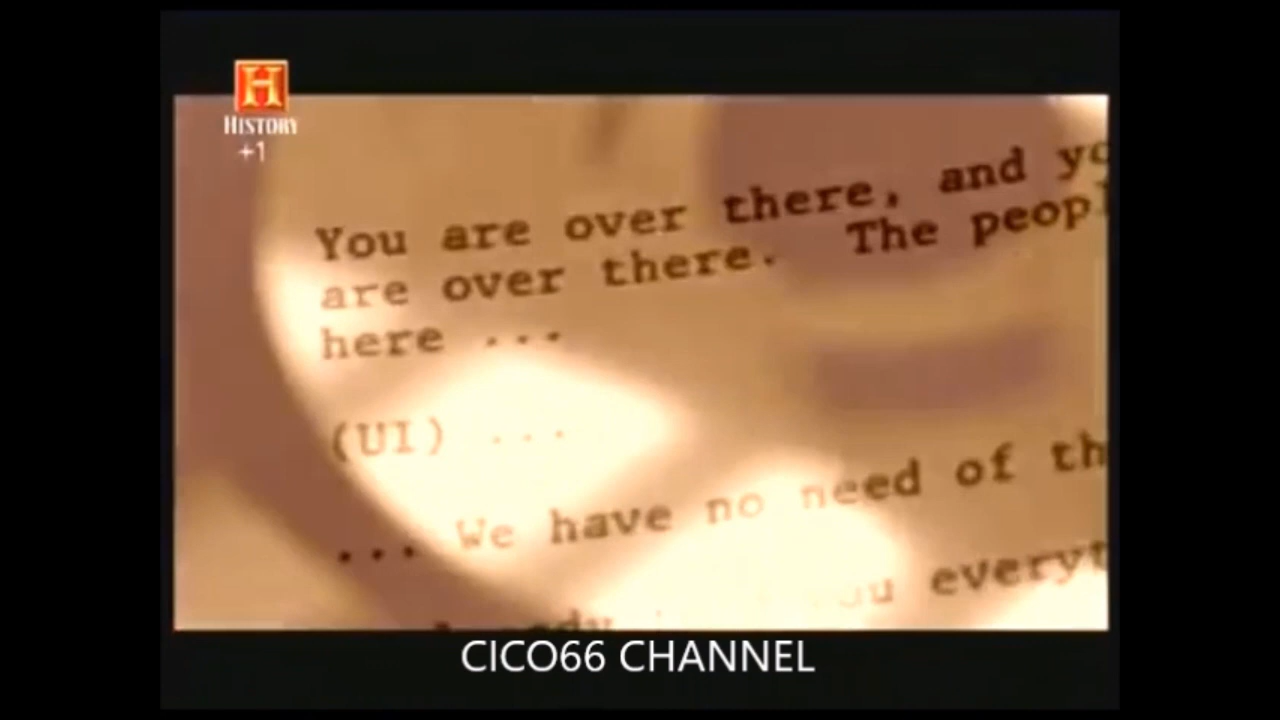 HISTORY
+1
You are over there, and yo
are over there. The peopl
here ...
(UI) ...
... We have no need of th
everyt
CICO66 CHANNEL